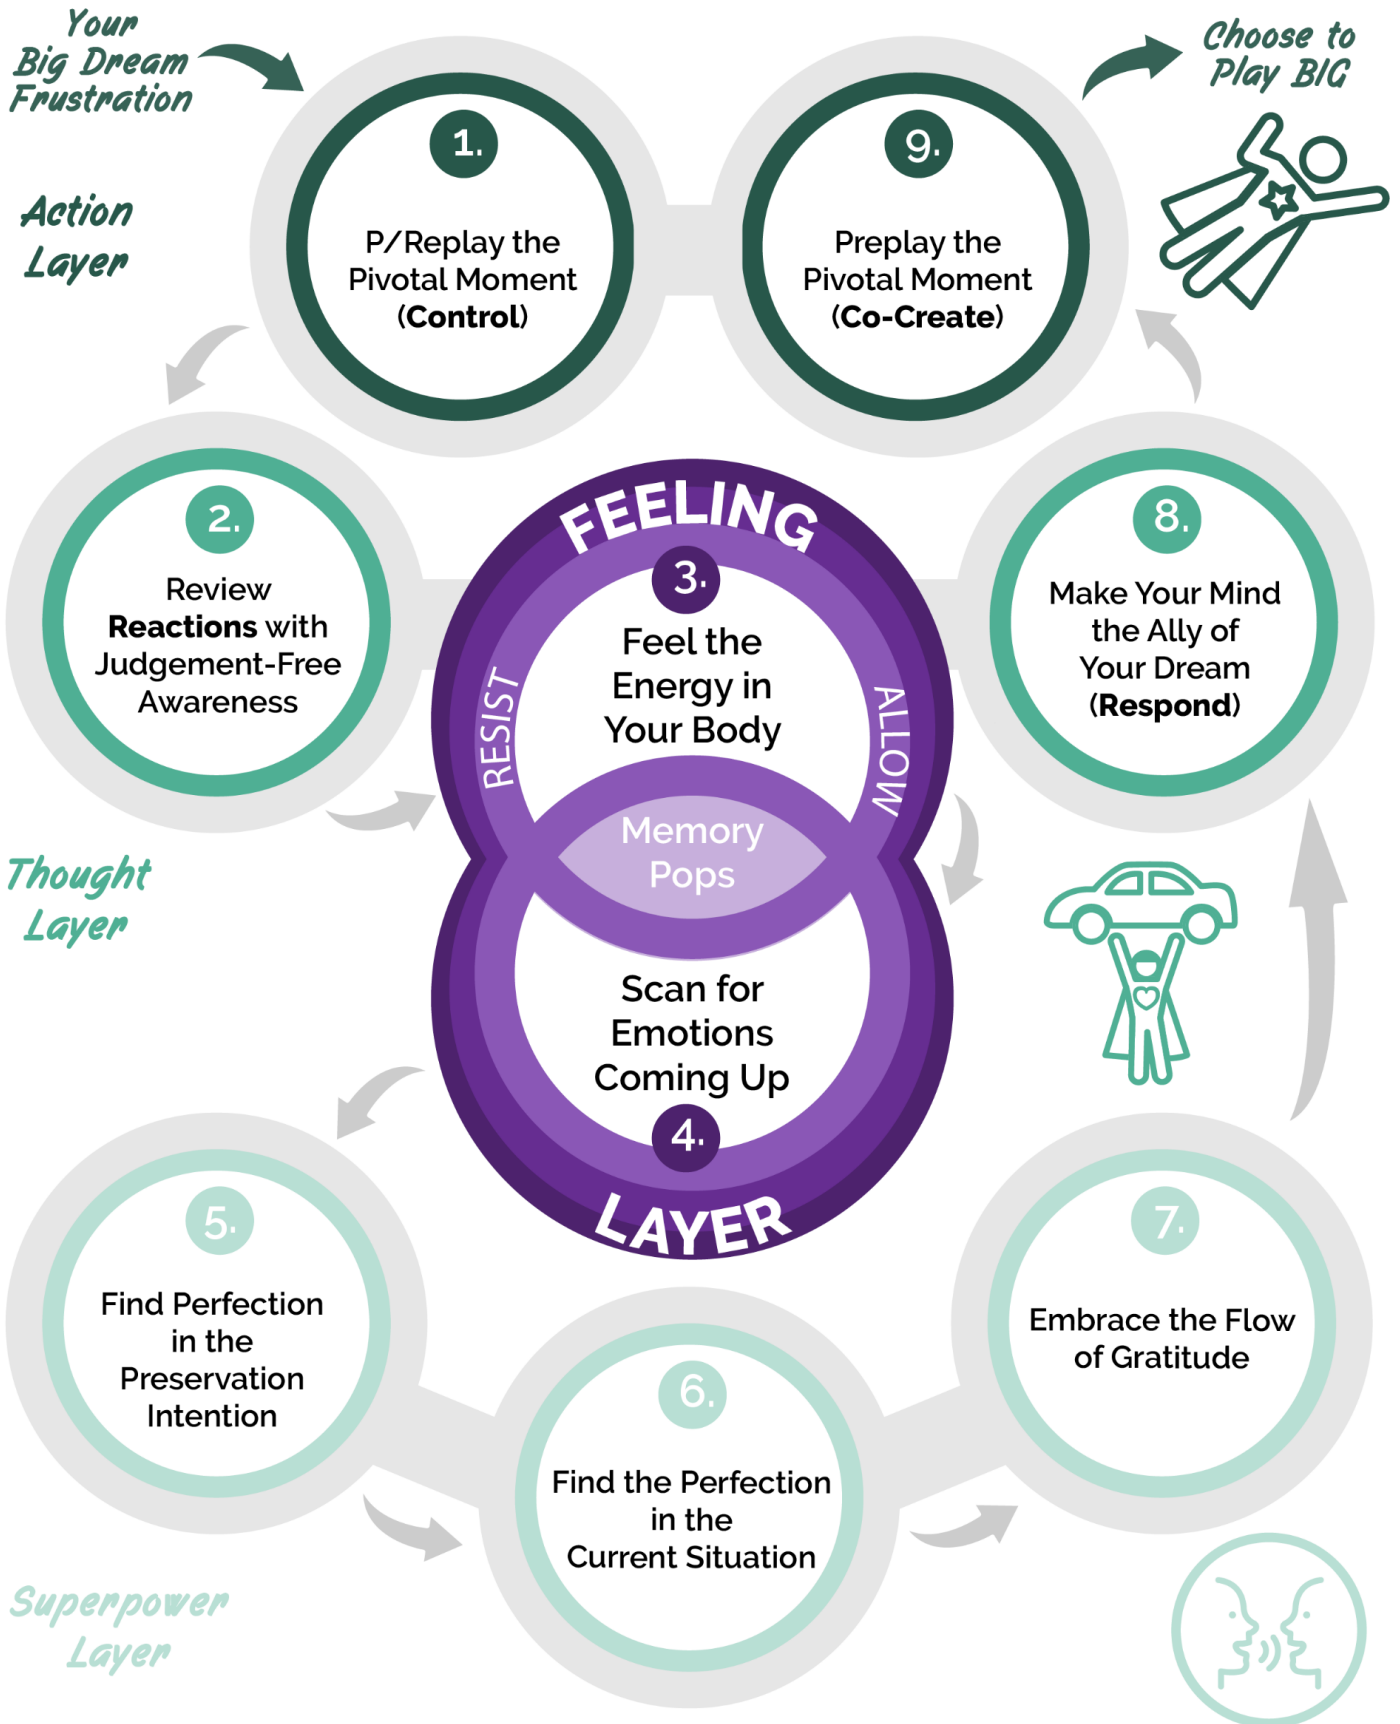 Your
Big Dream
Frustration
Choose to
Play BIG
Action
Layer
1.
P/Replay the
Pivotal Moment
(Control)
9.
Preplay the
Pivotal Moment
(Co-Create)
2.
Review
Reactions with
Judgement-Free
Awareness
FEELING
3.
Feel the
Energy in
Your Body
RESIST
ALLOW
Memory
Pops
Scan for
Emotions
Coming Up
4.
LAYER
8.
Make Your Mind
the Ally of
Your Dream
(Respond)
Thought
Layer
5.
Find Perfection
in the
Preservation
Intention
6.
Find the Perfection
in the
Current Situation
7.
Embrace the Flow
of Gratitude
Superpower
Layer